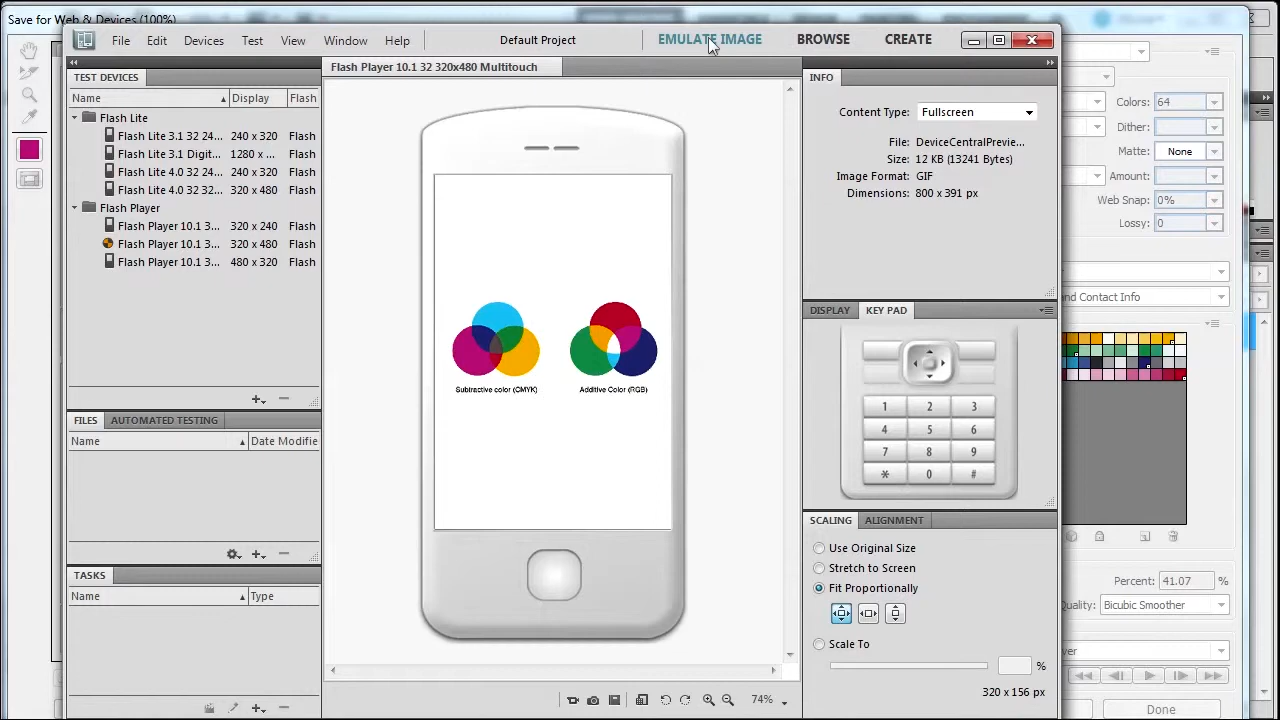 Save for Web & Devices (100%)
File Edit Devices Test View Window Help
Default Project
EMULATE IMAGE BROWSE CREATE
TEST DEVICES
Name Display Flash
Flash Lite
Flash Lite 3.1 32 24... 240 x 320 Flash
Flash Lite 3.1 Digit... 1280 x ... Flash
Flash Lite 4.0 32 24... 240 x 320 Flash
Flash Lite 4.0 32 32... 320 x 480 Flash
Flash Player
Flash Player 10.1 3... 320 x 240 Flash
Flash Player 10.1 3... 320 x 480 Flash
Flash Player 10.1 3... 480 x 320 Flash
FILES AUTOMATED TESTING
Name Date Modifie
TASKS
Name Type
Flash Player 10.1 32 320x480 Multitouch
Subtractive color (CMYK)
Additive Color (RGB)
74%
INFO
Content Type: Fullscreen
File: DeviceCentralPrevie...
Size: 12 KB (13241 Bytes)
Image Format: GIF
Dimensions: 800 x 391 px
DISPLAY KEY PAD
1 2 3
4 5 6
7 8 9
* 0 #
SCALING ALIGNMENT
Use Original Size
Stretch to Screen
Fit Proportionally
Scale To
%
320 x 156 px
Colors: 64
Dither:
Matte: None
Amount:
Web Snap: 0%
Lossy: 0
and Contact Info
Percent: 41.07 %
Quality: Bicubic Smoother
Done